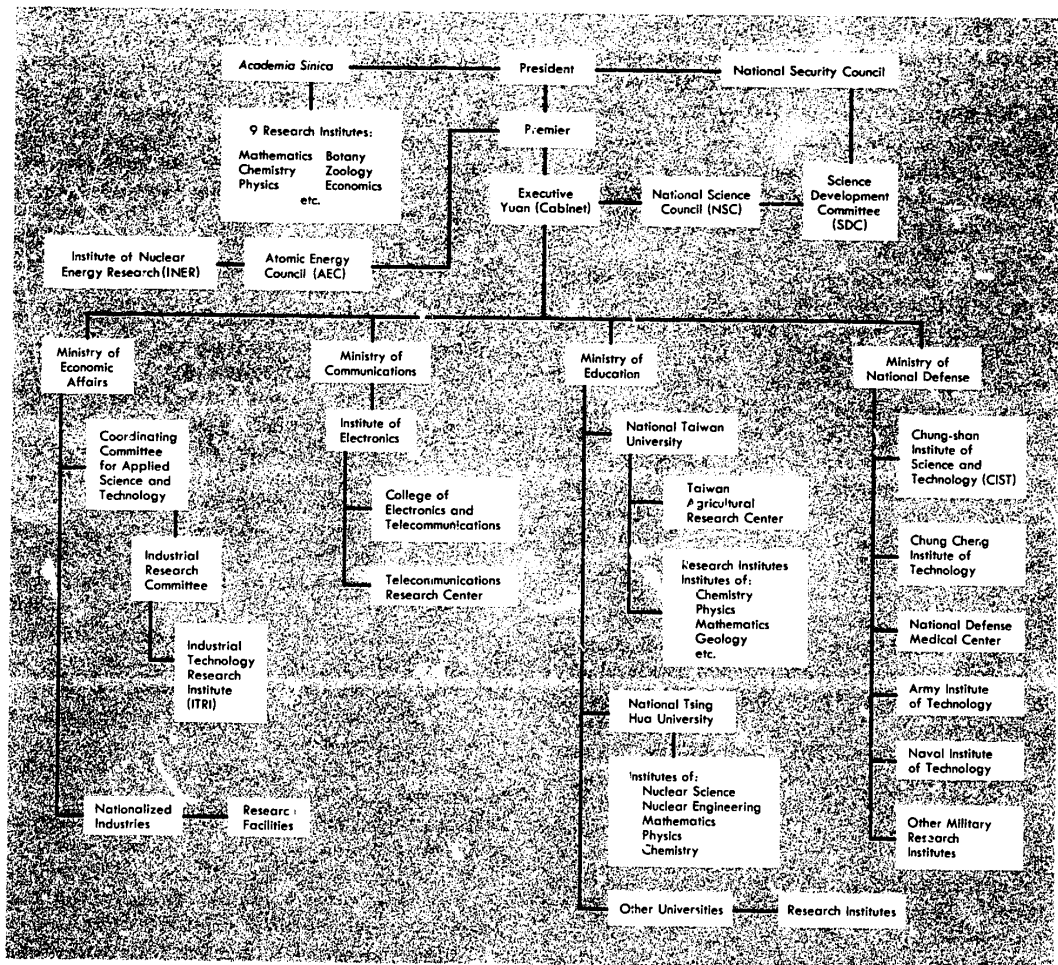 Academia Sinica
President
National Security Council
9 Research Institutes:
Mathematics Botany
Chemistry Zoology
Physics Economics
etc.
Premier
Executive
Yuan (Cabinet)
National Science
Council (NSC)
Science
Development
Committee
(SDC)
Institute of Nuclear
Energy Research (INER)
Atomic Energy
Council (AEC)
Ministry of
Economic
Affairs
Coordinating
Committee
for Applied
Science and
Technology
Industrial
Research
Committee
Industrial
Technology
Research
Institute
(ITRI)
Nationalized
Industries
Research
Facilities
Ministry of
Communications
Institute of
Electronics
College of
Electronics and
Telecommunications
Telecommunications
Research Center
Ministry of
Education
National Taiwan
University
Taiwan
Agricultural
Research Center
Research Institutes
Institutes of:
Chemistry
Physics
Mathematics
Geology
etc.
National Tsing
Hua University
Institutes of:
Nuclear Science
Nuclear Engineering
Mathematics
Physics
Chemistry
Other Universities
Research Institutes
Ministry of
National Defense
Chung-shan
Institute of
Science and
Technology (CIST)
Chung Cheng
Institute of
Technology
National Defense
Medical Center
Army Institute
of Technology
Naval Institute
of Technology
Other Military
Research
Institutes